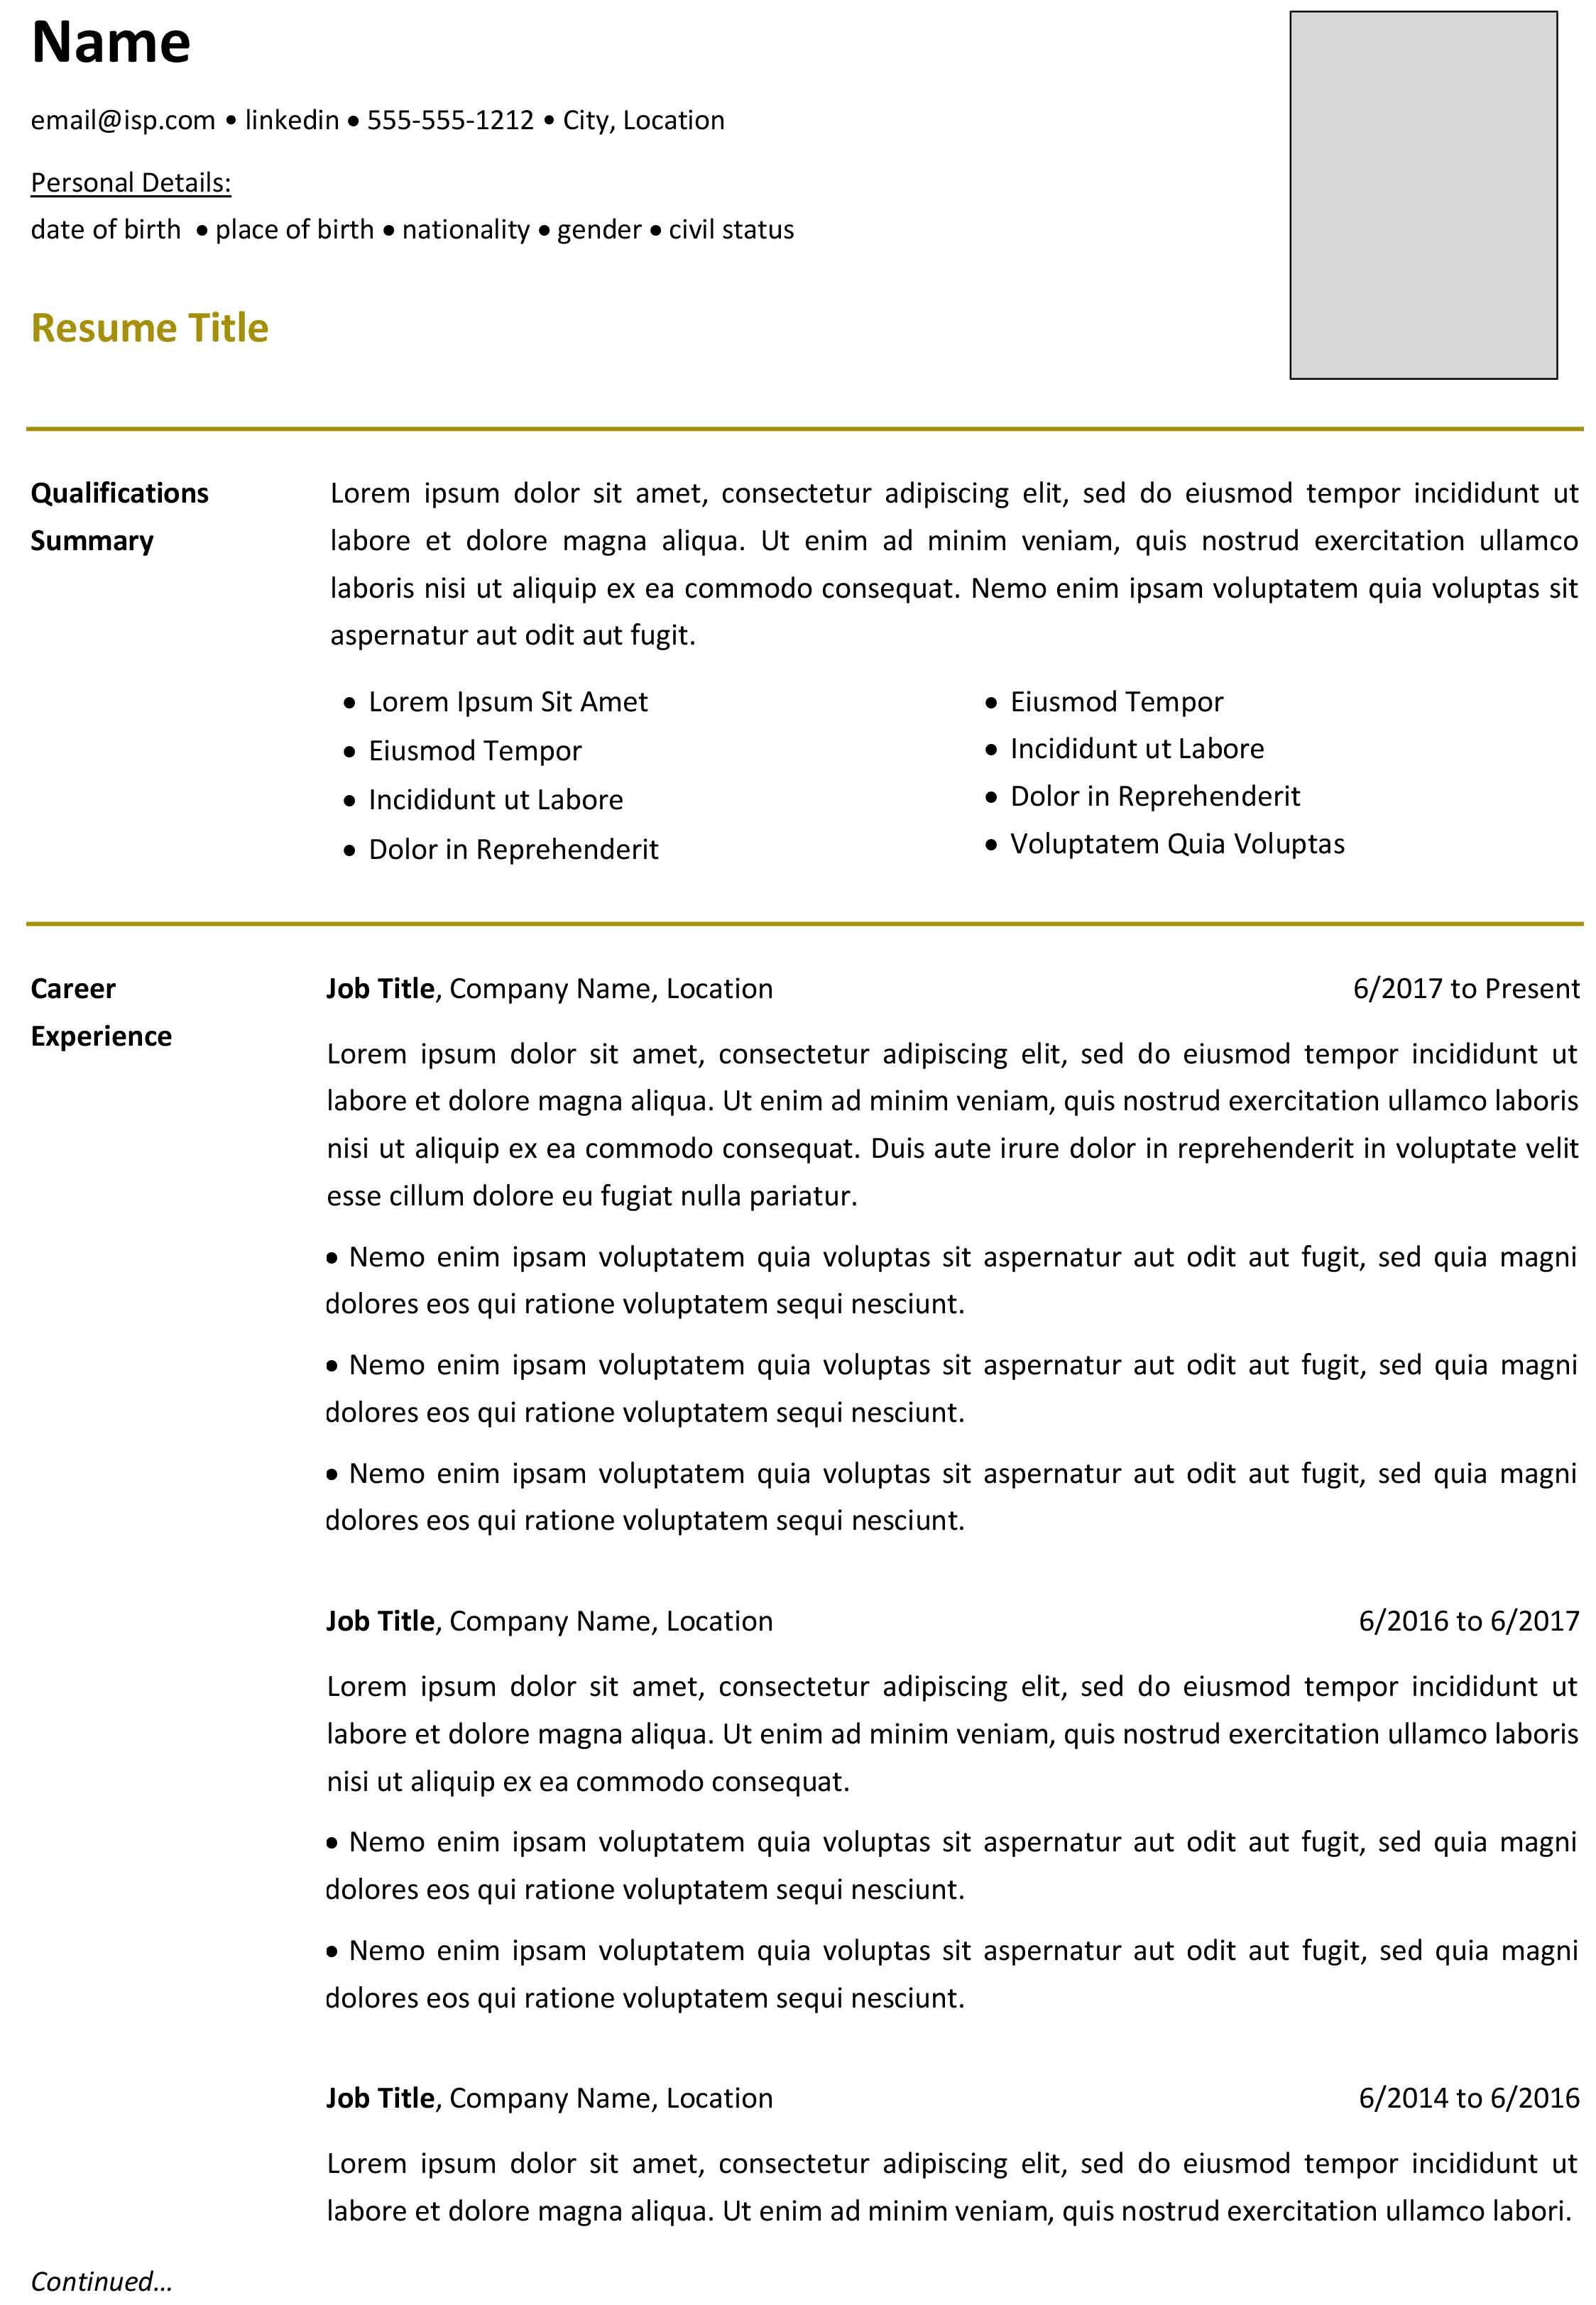 Name
email@isp.com • linkedin • 555-555-1212 • City, Location
Personal Details:
date of birth • place of birth • nationality • gender • civil status
Resume Title
Qualifications
Summary
Lorem ipsum dolor sit amet, consectetur adipiscing elit, sed do eiusmod tempor incididunt ut
labore et dolore magna aliqua. Ut enim ad minim veniam, quis nostrud exercitation ullamco
laboris nisi ut aliquip ex ea commodo consequat. Nemo enim ipsam voluptatem quia voluptas sit
aspernatur aut odit aut fugit.
• Lorem Ipsum Sit Amet
• Eiusmod Tempor
• Incididunt ut Labore
• Dolor in Reprehenderit
• Eiusmod Tempor
• Incididunt ut Labore
• Dolor in Reprehenderit
• Voluptatem Quia Voluptas
Career
Experience
Job Title, Company Name, Location 6/2017 to Present
Lorem ipsum dolor sit amet, consectetur adipiscing elit, sed do eiusmod tempor incididunt ut
labore et dolore magna aliqua. Ut enim ad minim veniam, quis nostrud exercitation ullamco laboris
nisi ut aliquip ex ea commodo consequat. Duis aute irure dolor in reprehenderit in voluptate velit
esse cillum dolore eu fugiat nulla pariatur.
• Nemo enim ipsam voluptatem quia voluptas sit aspernatur aut odit aut fugit, sed quia magni
dolores eos qui ratione voluptatem sequi nesciunt.
• Nemo enim ipsam voluptatem quia voluptas sit aspernatur aut odit aut fugit, sed quia magni
dolores eos qui ratione voluptatem sequi nesciunt.
• Nemo enim ipsam voluptatem quia voluptas sit aspernatur aut odit aut fugit, sed quia magni
dolores eos qui ratione voluptatem sequi nesciunt.
Job Title, Company Name, Location 6/2016 to 6/2017
Lorem ipsum dolor sit amet, consectetur adipiscing elit, sed do eiusmod tempor incididunt ut
labore et dolore magna aliqua. Ut enim ad minim veniam, quis nostrud exercitation ullamco laboris
nisi ut aliquip ex ea commodo consequat.
• Nemo enim ipsam voluptatem quia voluptas sit aspernatur aut odit aut fugit, sed quia magni
dolores eos qui ratione voluptatem sequi nesciunt.
• Nemo enim ipsam voluptatem quia voluptas sit aspernatur aut odit aut fugit, sed quia magni
dolores eos qui ratione voluptatem sequi nesciunt.
Job Title, Company Name, Location 6/2014 to 6/2016
Lorem ipsum dolor sit amet, consectetur adipiscing elit, sed do eiusmod tempor incididunt ut
labore et dolore magna aliqua. Ut enim ad minim veniam, quis nostrud exercitation ullamco labori.
Continued…